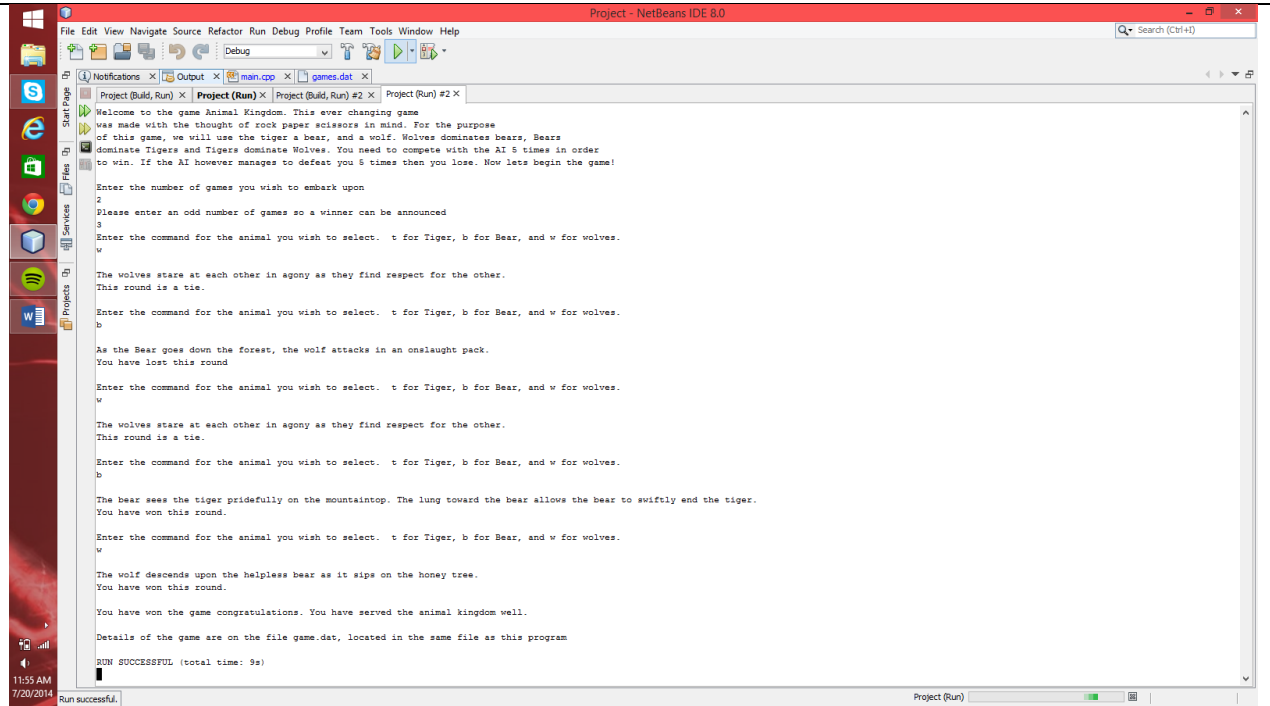 Project - NetBeans IDE 8.0
File Edit View Navigate Source Refactor Run Debug Profile Team Tools Window Help
Search (Ctrl+I)
Debug
Notifications Output main.cpp games.dat
Project (Build, Run) Project (Run) Project (Build, Run) #2 Project (Run) #2
Start Page
Files
Services
Projects
Welcome to the game Animal Kingdom. This ever changing game
was made with the thought of rock paper scissors in mind. For the purpose
of this game, we will use the tiger a bear, and a wolf. Wolves dominates bears, Bears
dominate Tigers and Tigers dominate Wolves. You need to compete with the AI 5 times in order
to win. If the AI however manages to defeat you 5 times then you lose. Now lets begin the game!
Enter the number of games you wish to embark upon
2
Please enter an odd number of games so a winner can be announced
3
Enter the command for the animal you wish to select.  t for Tiger, b for Bear, and w for wolves.
w
The wolves stare at each other in agony as they find respect for the other.
This round is a tie.
Enter the command for the animal you wish to select.  t for Tiger, b for Bear, and w for wolves.
b
As the Bear goes down the forest, the wolf attacks in an onslaught pack.
You have lost this round
Enter the command for the animal you wish to select.  t for Tiger, b for Bear, and w for wolves.
w
The wolves stare at each other in agony as they find respect for the other.
This round is a tie.
Enter the command for the animal you wish to select.  t for Tiger, b for Bear, and w for wolves.
b
The bear sees the tiger pridefully on the mountaintop. The lung toward the bear allows the bear to swiftly end the tiger.
You have won this round.
Enter the command for the animal you wish to select.  t for Tiger, b for Bear, and w for wolves.
w
The wolf descends upon the helpless bear as it sips on the honey tree.
You have won this round.
You have won the game congratulations. You have served the animal kingdom well.
Details of the game are on the file game.dat, located in the same file as this program
RUN SUCCESSFUL (total time: 9s)
11:55 AM
7/20/2014
Run successful.
Project (Run)